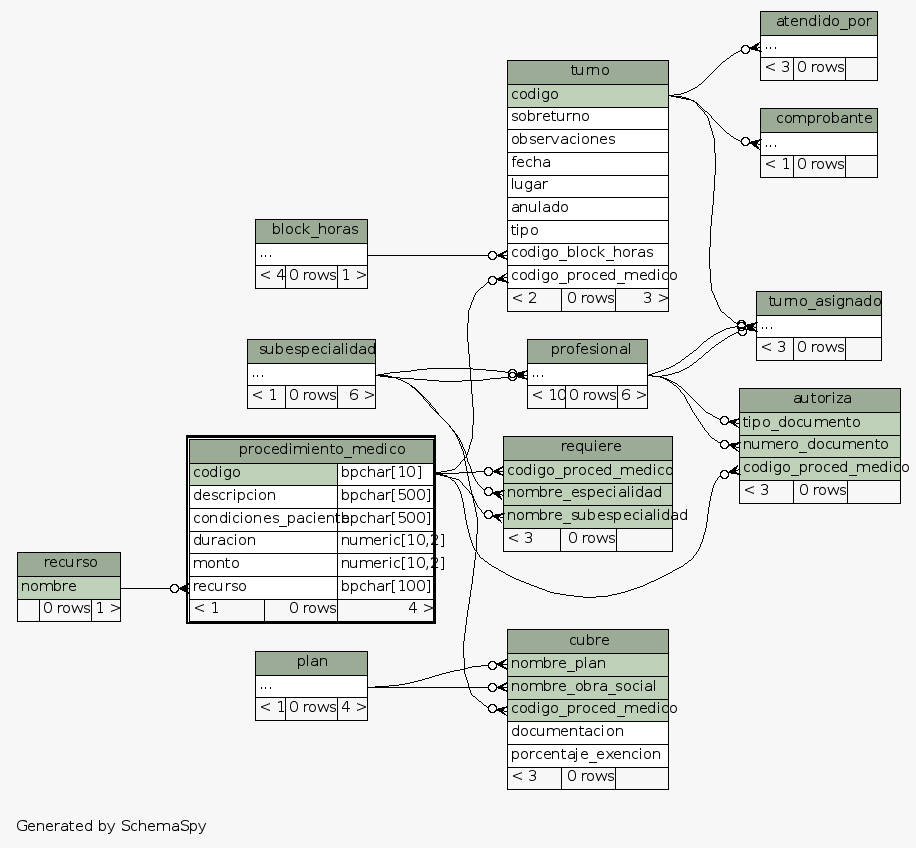 atendido_por
...
< 3 0 rows
turno
codigo
sobreturno
observaciones
fecha
lugar
anulado
tipo
codigo_block_horas
codigo_proced_medico
< 2 0 rows 3 >
comprobante
...
< 1 0 rows
block_horas
...
< 4 0 rows 1 >
turno_asignado
...
< 3 0 rows
subespecialidad
...
< 1 0 rows 6 >
profesional
...
< 10 0 rows 6 >
autoriza
tipo_documento
numero_documento
codigo_proced_medico
< 3 0 rows
procedimiento_medico
codigo bpchar[10]
descripcion bpchar[500]
condiciones_paciente bpchar[500]
duracion numeric[10,2]
monto numeric[10,2]
recurso bpchar[100]
< 1 0 rows 4 >
requiere
codigo_proced_medico
nombre_especialidad
nombre_subespecialidad
< 3 0 rows
recurso
nombre
0 rows 1 >
plan
...
< 1 0 rows 4 >
cubre
nombre_plan
nombre_obra_social
codigo_proced_medico
documentacion
porcentaje_exencion
< 3 0 rows
Generated by SchemaSpy